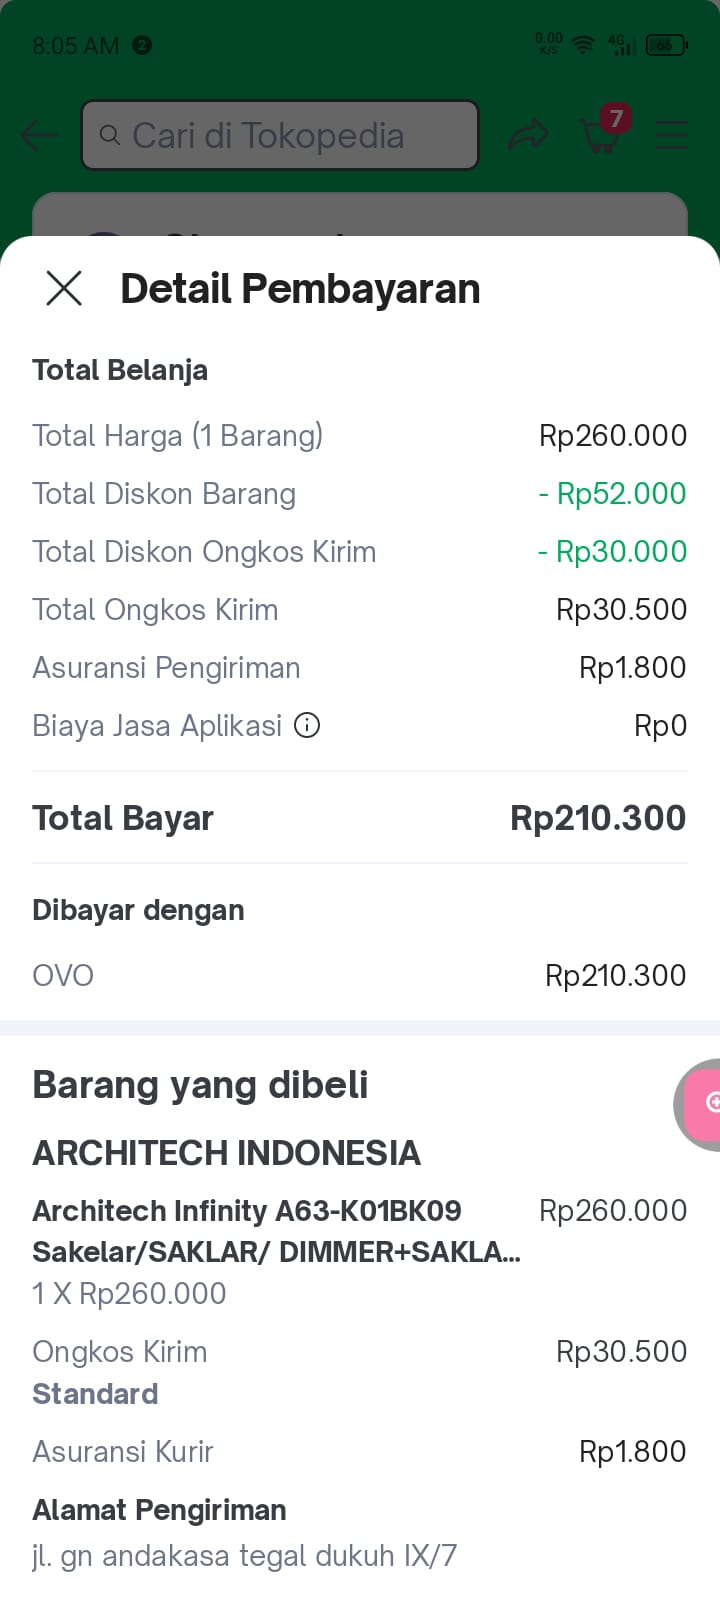 8:05 AM 2
0.00 K/S 4G 66
Cari di Tokopedia 7
Detail Pembayaran
Total Belanja
Total Harga (1 Barang) Rp260.000
Total Diskon Barang - Rp52.000
Total Diskon Ongkos Kirim - Rp30.000
Total Ongkos Kirim Rp30.500
Asuransi Pengiriman Rp1.800
Biaya Jasa Aplikasi Rp0
Total Bayar Rp210.300
Dibayar dengan
OVO Rp210.300
Barang yang dibeli
ARCHITECH INDONESIA
Architech Infinity A63-K01BK09 Rp260.000
Sakelar/SAKLAR/ DIMMER+SAKLA...
1 X Rp260.000
Ongkos Kirim Rp30.500
Standard
Asuransi Kurir Rp1.800
Alamat Pengiriman
jl. gn andakasa tegal dukuh IX/7